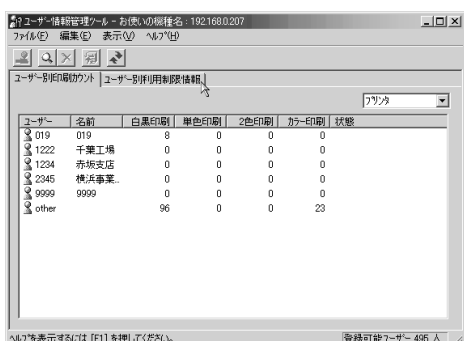 ユーザー情報管理ツール - お使いの機種名 : 192.168.0.207
ファイル(F) 編集(E) 表示(V) ヘルプ(H)
ユーザー別印刷カウント ユーザー別利用制限情報
プリンタ
ユーザー 名前 白黒印刷 単色印刷 2色印刷 カラー印刷 状態
019 019 8 0 0 0
1222 千葉工場 0 0 0 0
1234 赤坂支店 0 0 0 0
2345 横浜事業... 0 0 0 0
9999 9999 0 0 0 0
other 96 0 0 23
ヘルプを表示するには [F1] を押してください。 登録可能ユーザー 495 人